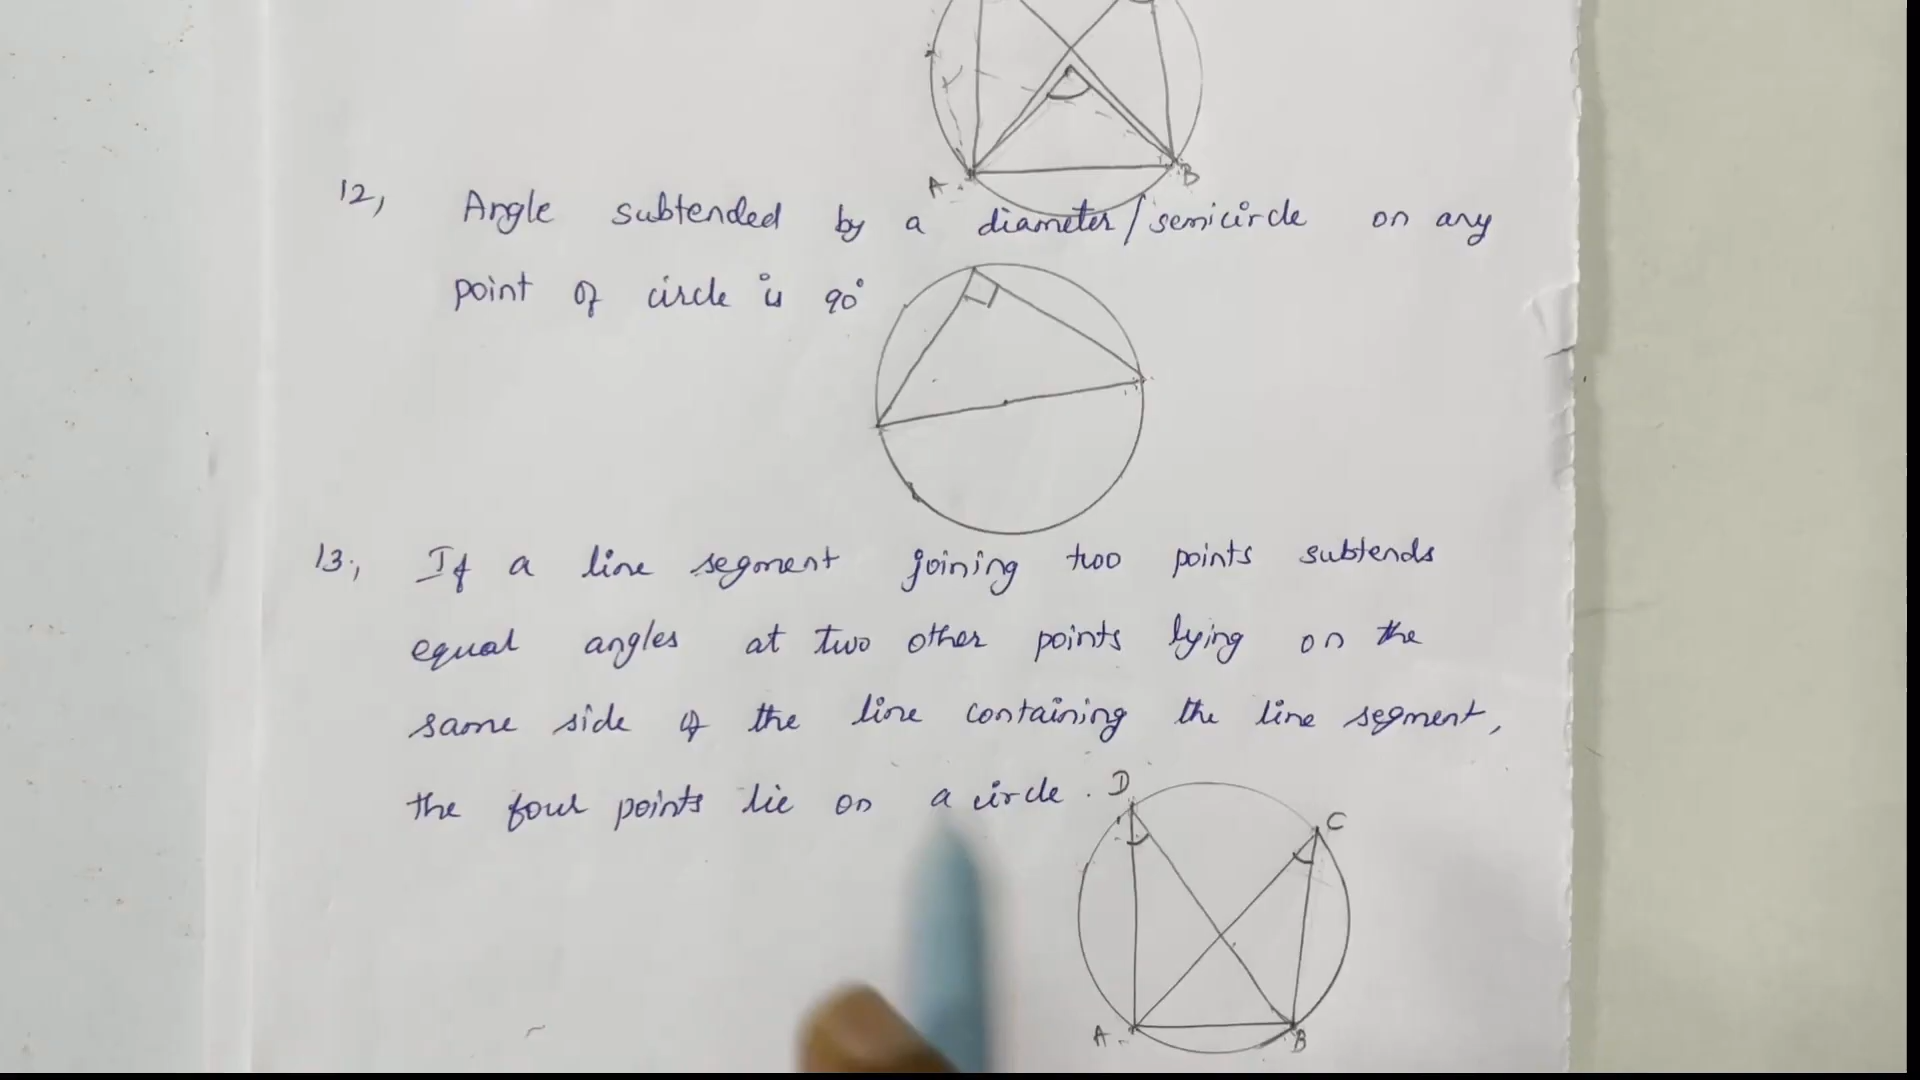 A.
B
12, Angle subtended by a diameter/semicircle on any
point of circle is 90°
13., If a line segment joining two points subtends
equal angles at two other points lying on the
same side of the line containing the line segment,
the four points lie on a circle.
D
C
A
B